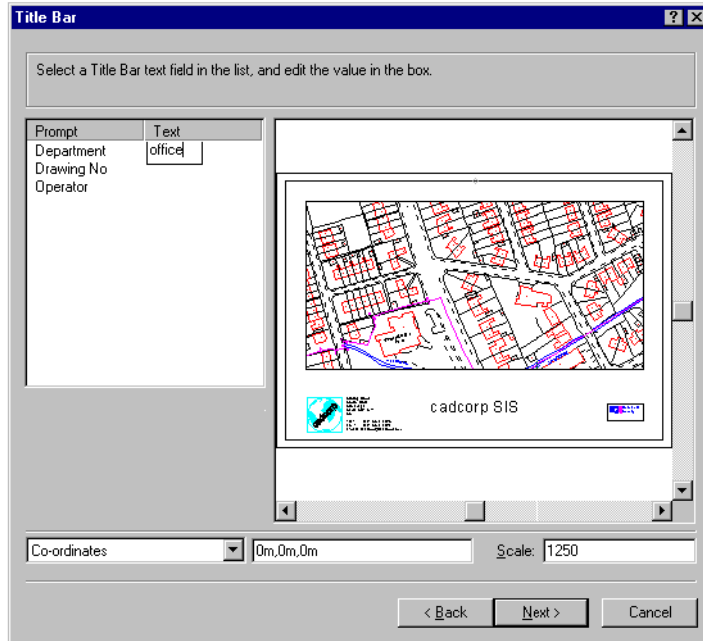 Title Bar
Select a Title Bar text field in the list, and edit the value in the box.
Prompt Text
Department office
Drawing No
Operator
cadcorp
cadcorp SIS
Co-ordinates 0m,0m,0m Scale: 1250
< Back Next > Cancel